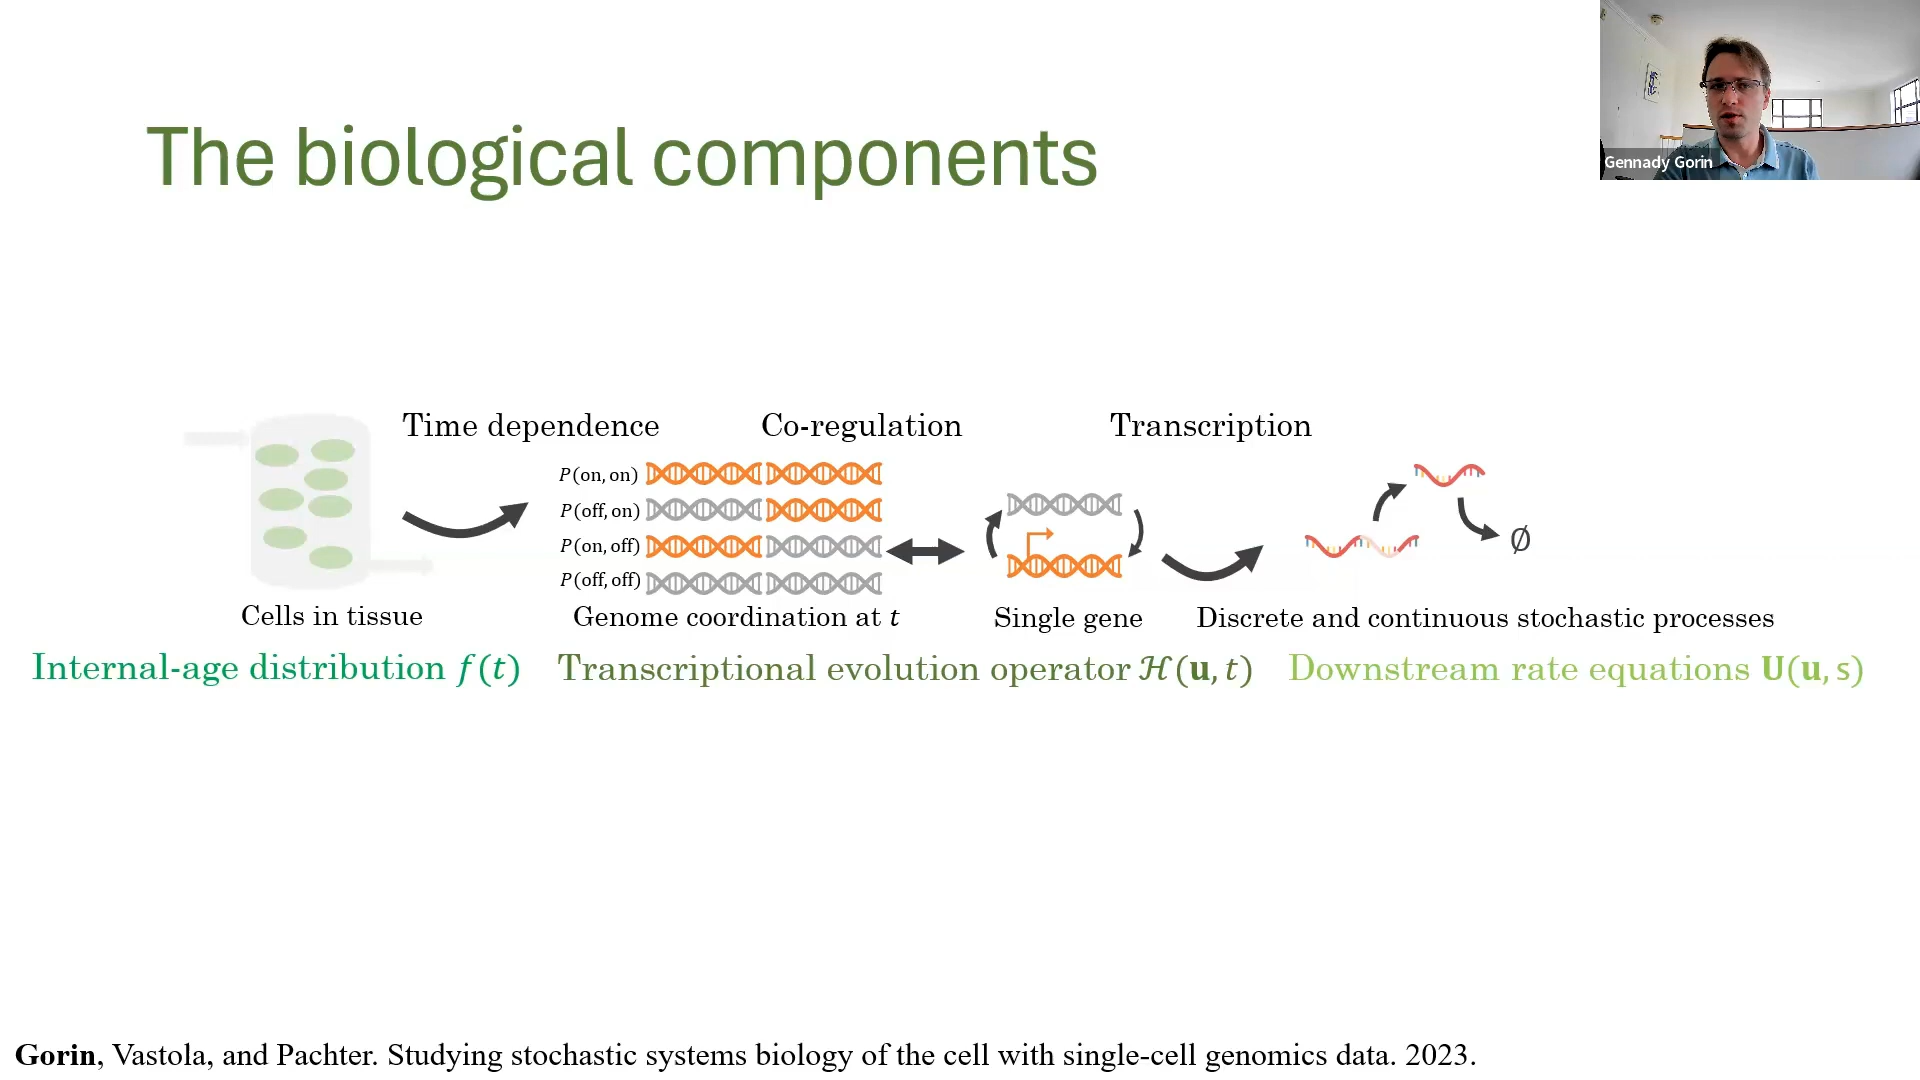 The biological components
Gennady Gorin
Time dependence
Co-regulation
Transcription
P(on, on)
P(off, on)
P(on, off)
P(off, off)
∅
Cells in tissue
Genome coordination at t
Single gene
Discrete and continuous stochastic processes
Internal-age distribution f(t)
Transcriptional evolution operator ℋ(u, t)
Downstream rate equations U(u, s)
Gorin, Vastola, and Pachter. Studying stochastic systems biology of the cell with single-cell genomics data. 2023.